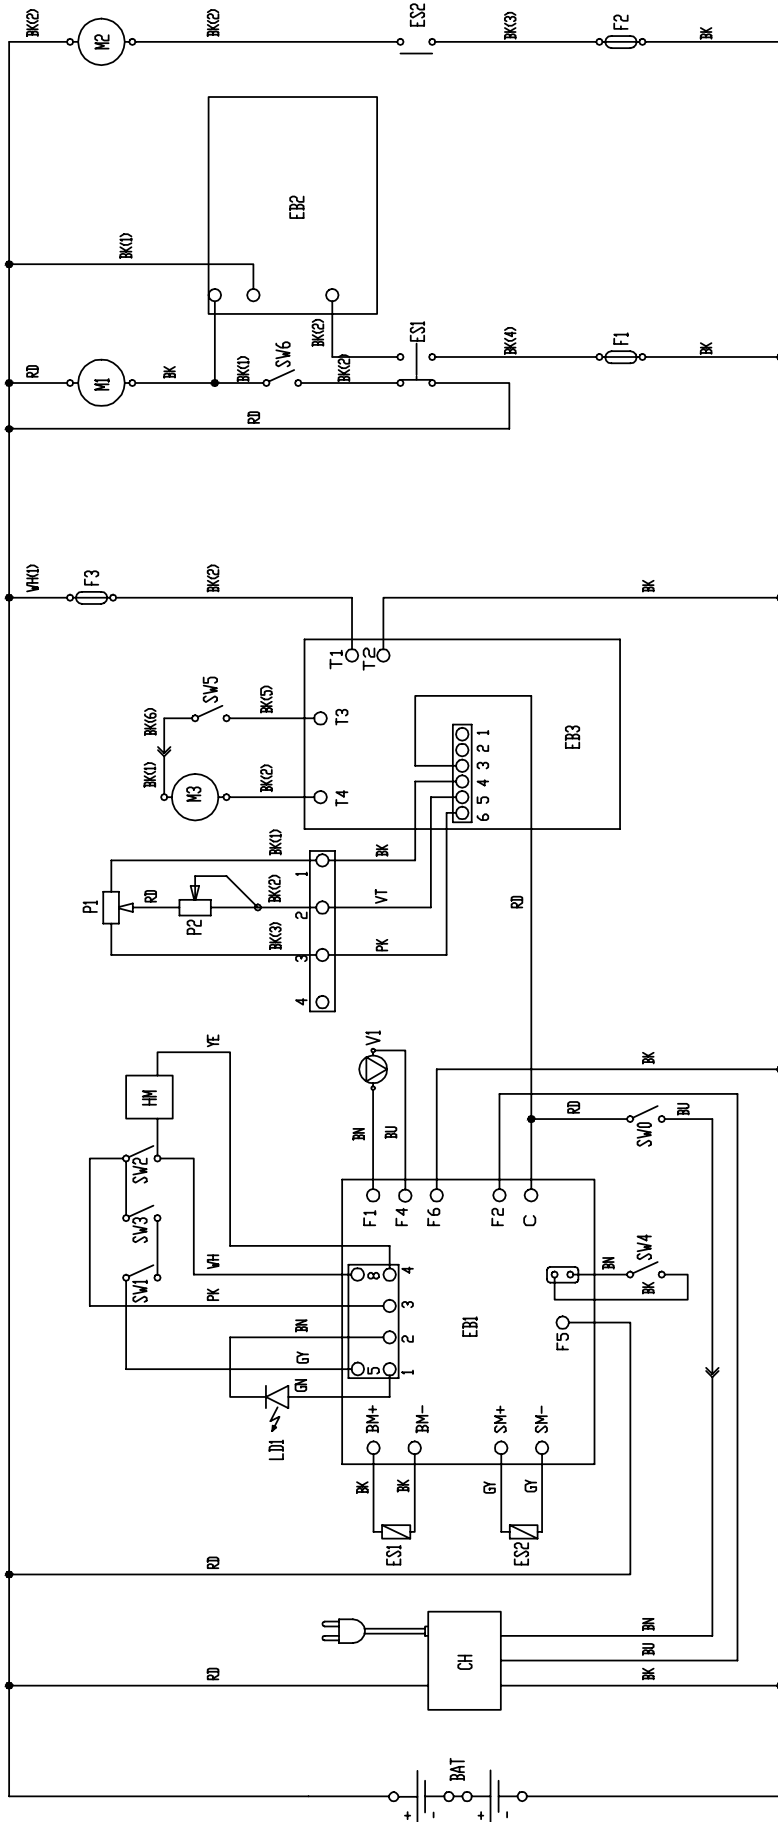 BK(2)
M2
BK(2)
ES2
BK(3)
F2
BK
EB2
BK(1)
RD
M1
BK
BK(1)
SW6
BK(2)
BK(2)
ES1
BK(4)
F1
BK
RD
WH(1)
F3
BK(2)
BK
T1
T2
BK(6)
SW5
BK(5)
T3
BK(1)
M3
BK(2)
T4
1
2
3
4
5
6
EB3
P1
RD
P2
BK(1)
BK(2)
BK(3)
1
2
3
4
BK
VT
PK
RD
YE
HM
SW2
SW3
SW1
WH
PK
BN
GY
GN
LD1
V1
BN
BU
BK
RD
SW0
BU
F1
F4
F6
F2
C
8
4
3
2
5
1
EB1
BN
SW4
BK
F5
BM+
BM-
SM+
SM-
BK
BK
GY
GY
ES1
ES2
RD
RD
CH
BN
BU
BK
BAT
+
-
+
-